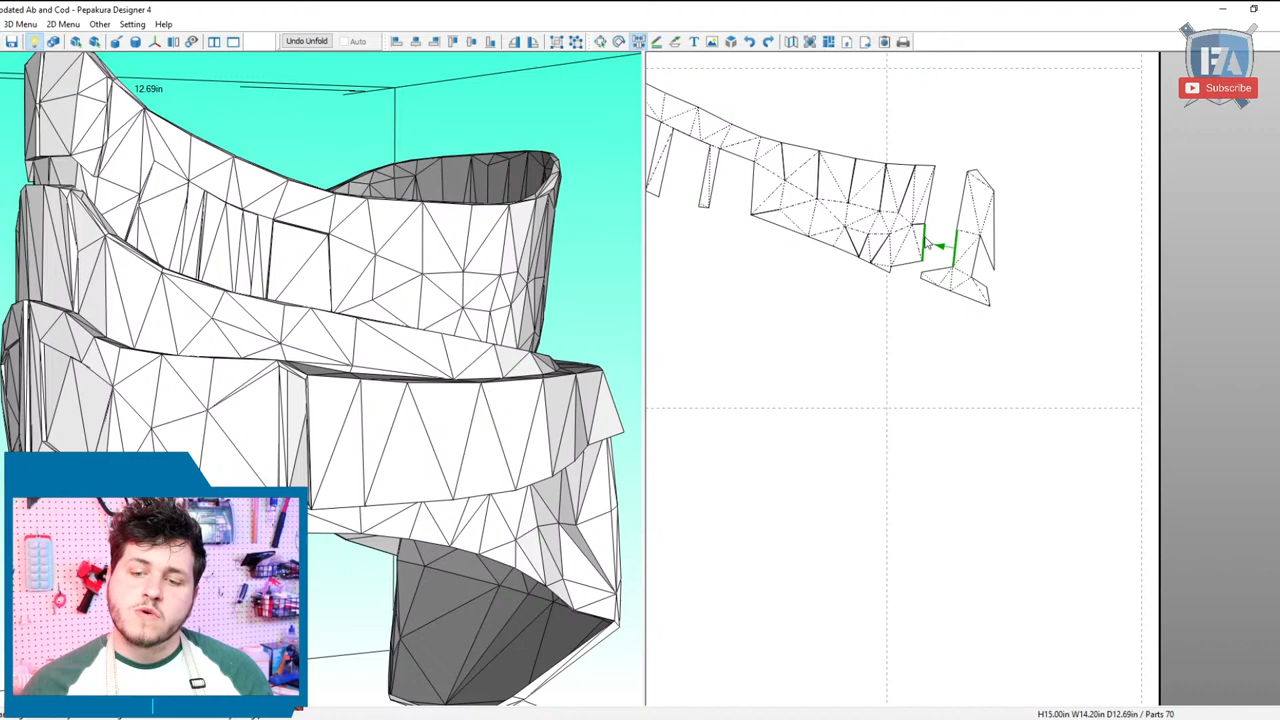 pdated Ab and Cod - Pepakura Designer 4
3D Menu 2D Menu Other Setting Help
Undo Unfold Auto
Subscribe
12.69in
H15.00in W14.20in D12.69in / Parts 70